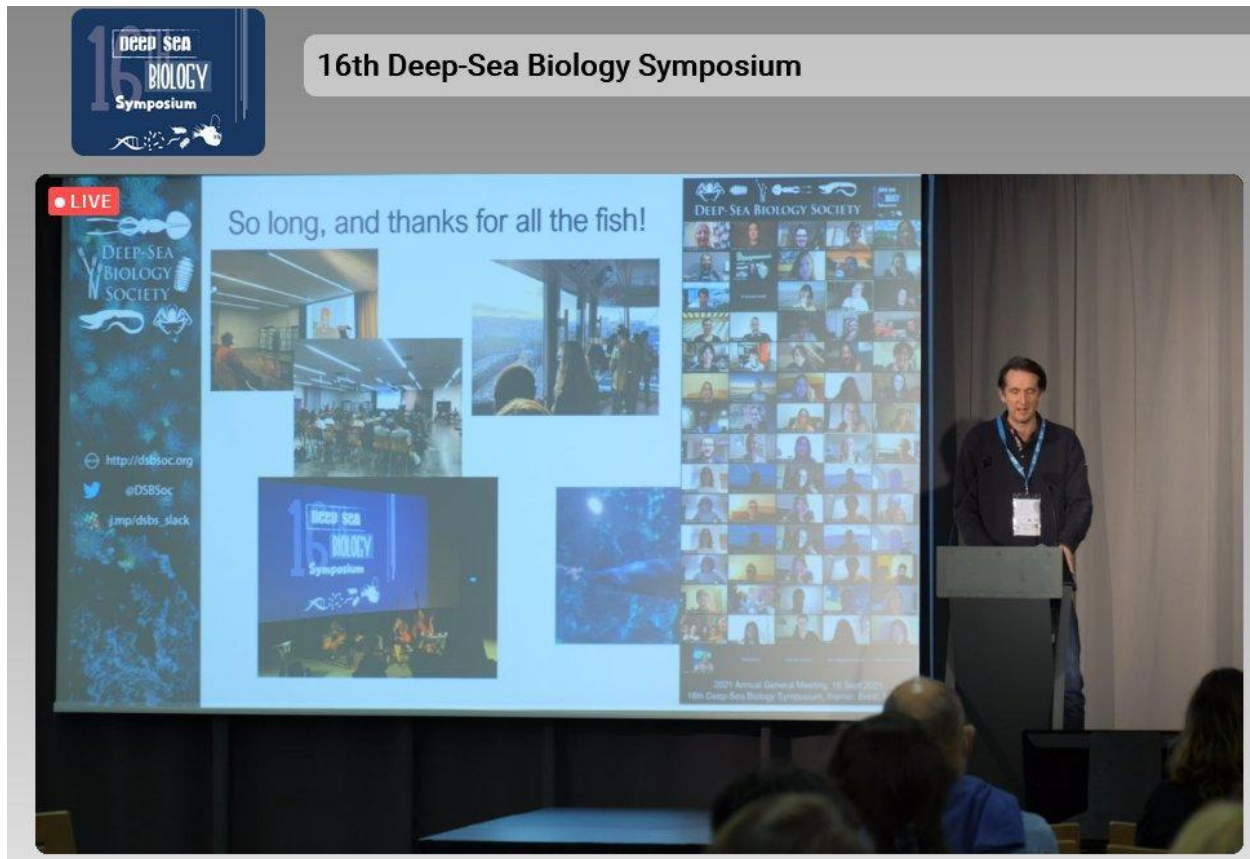 16TH
DEEP SEA
BIOLOGY
Symposium
16th Deep-Sea Biology Symposium
LIVE
DEEP-SEA
BIOLOGY
SOCIETY
http://dsbsoc.org
@DSBSoc
j.mp/dsbs_slack
So long, and thanks for all the fish!
DEEP SEA
BIOLOGY
Symposium
DEEP-SEA BIOLOGY SOCIETY
2021 Annual General Meeting, 16 Sept 2021
16th Deep-Sea Biology Symposium, Brest